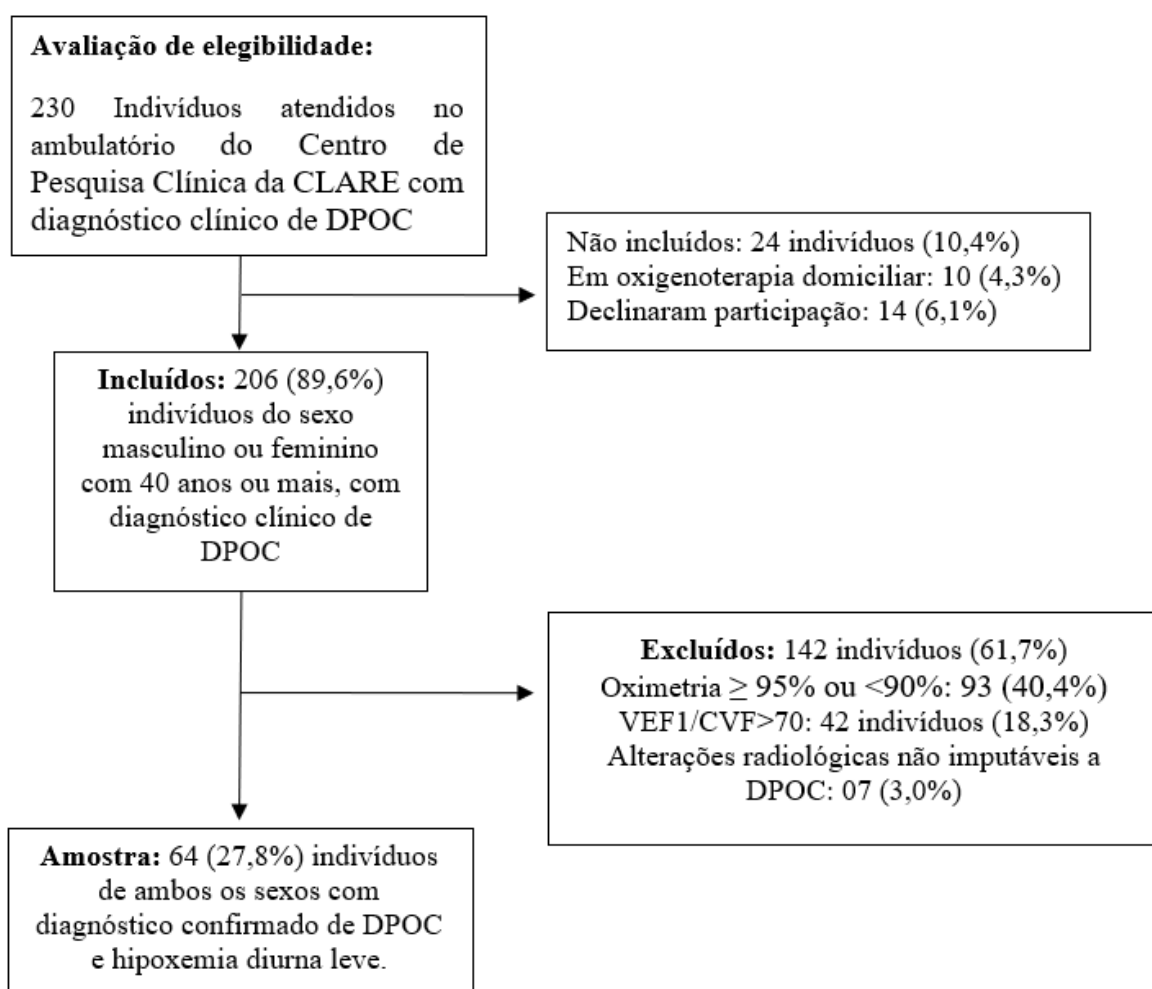 Avaliação de elegibilidade:
230 Indivíduos atendidos no
ambulatório do Centro de
Pesquisa Clínica da CLARE com
diagnóstico clínico de DPOC
Não incluídos: 24 indivíduos (10,4%)
Em oxigenoterapia domiciliar: 10 (4,3%)
Declinaram participação: 14 (6,1%)
Incluídos: 206 (89,6%)
indivíduos do sexo
masculino ou feminino
com 40 anos ou mais, com
diagnóstico clínico de
DPOC
Excluídos: 142 indivíduos (61,7%)
Oximetria ≥ 95% ou <90%: 93 (40,4%)
VEF1/CVF>70: 42 indivíduos (18,3%)
Alterações radiológicas não imputáveis a
DPOC: 07 (3,0%)
Amostra: 64 (27,8%) indivíduos
de ambos os sexos com
diagnóstico confirmado de DPOC
e hipoxemia diurna leve.